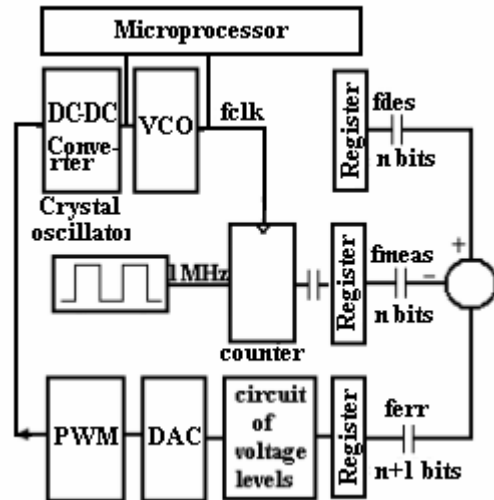 Microprocessor
DC-DC
Conve-
rter
VCO
fclk
Register
fdes
n bits
Crystal
oscillator
1MHz
counter
Register
fmeas
n bits
+
−
PWM
DAC
circuit
of
voltage
levels
Register
ferr
n+1 bits